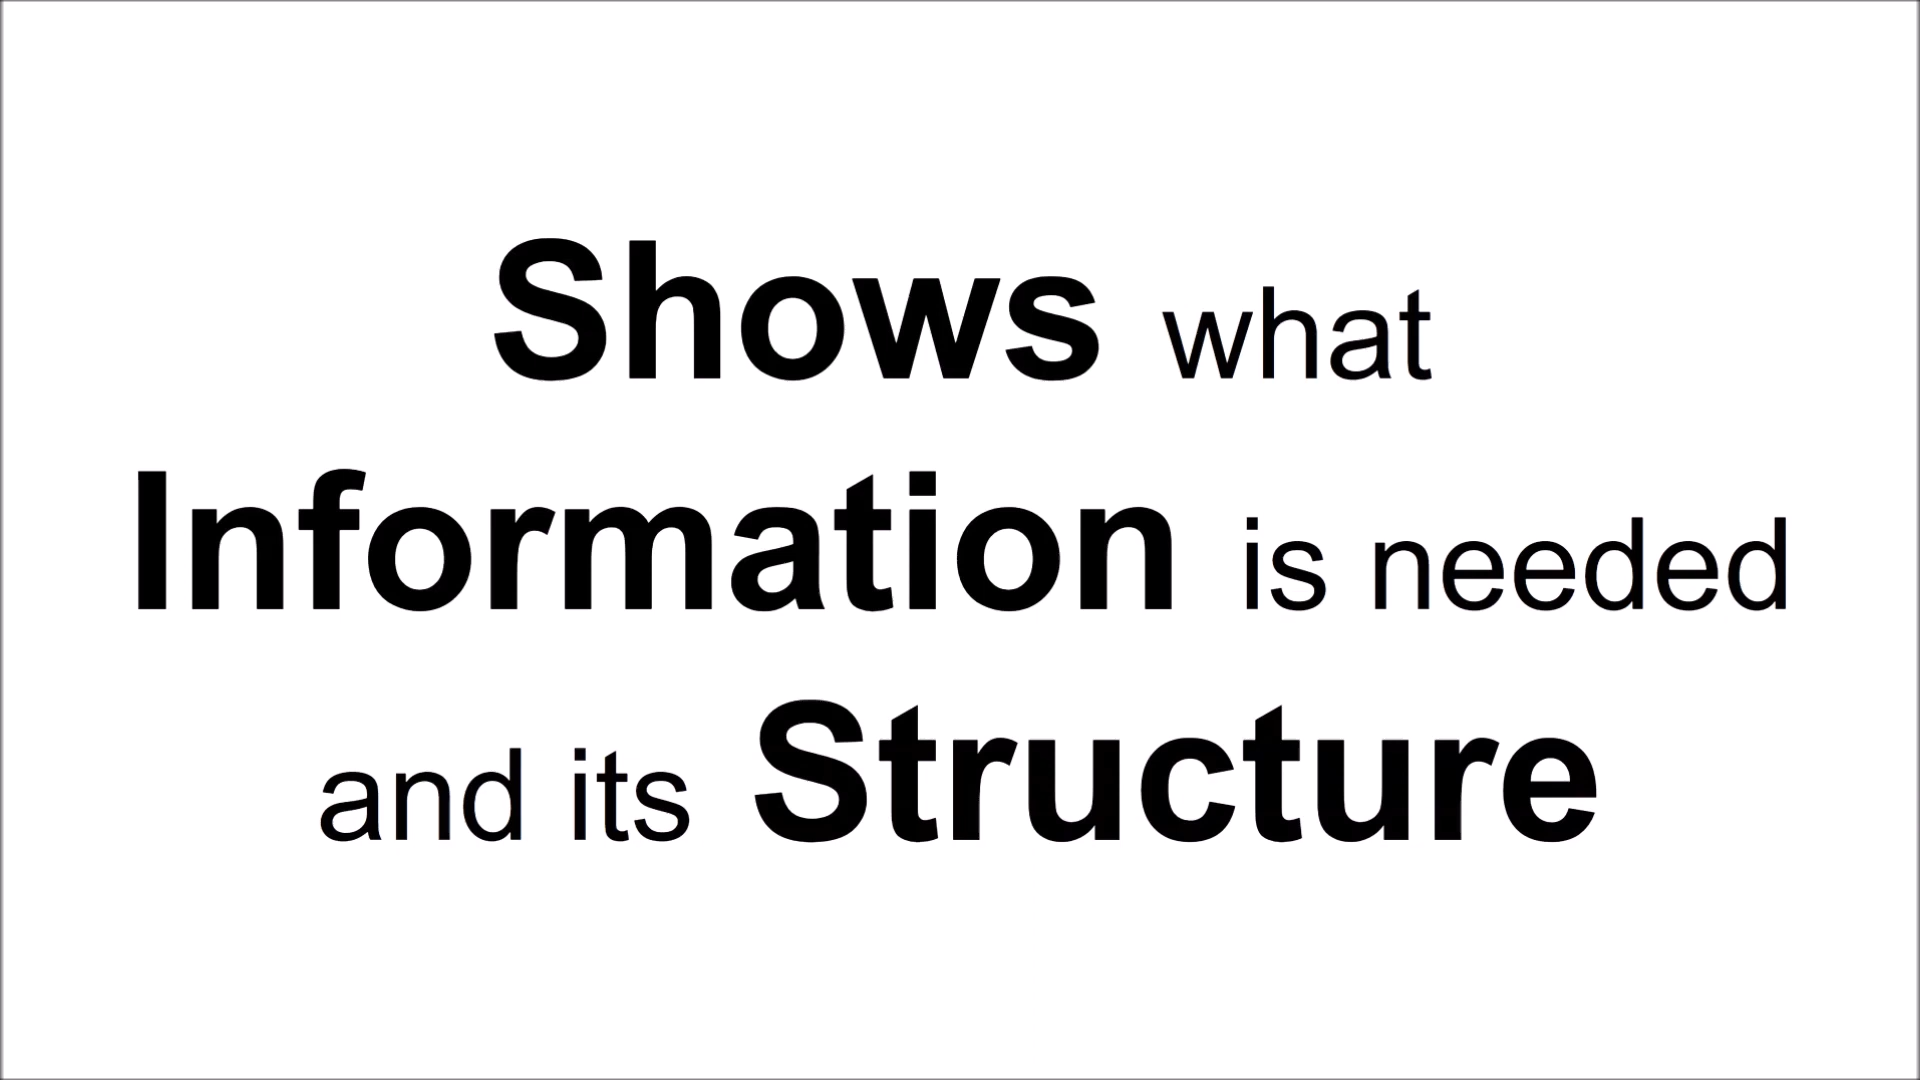 Shows what
Information is needed
and its Structure